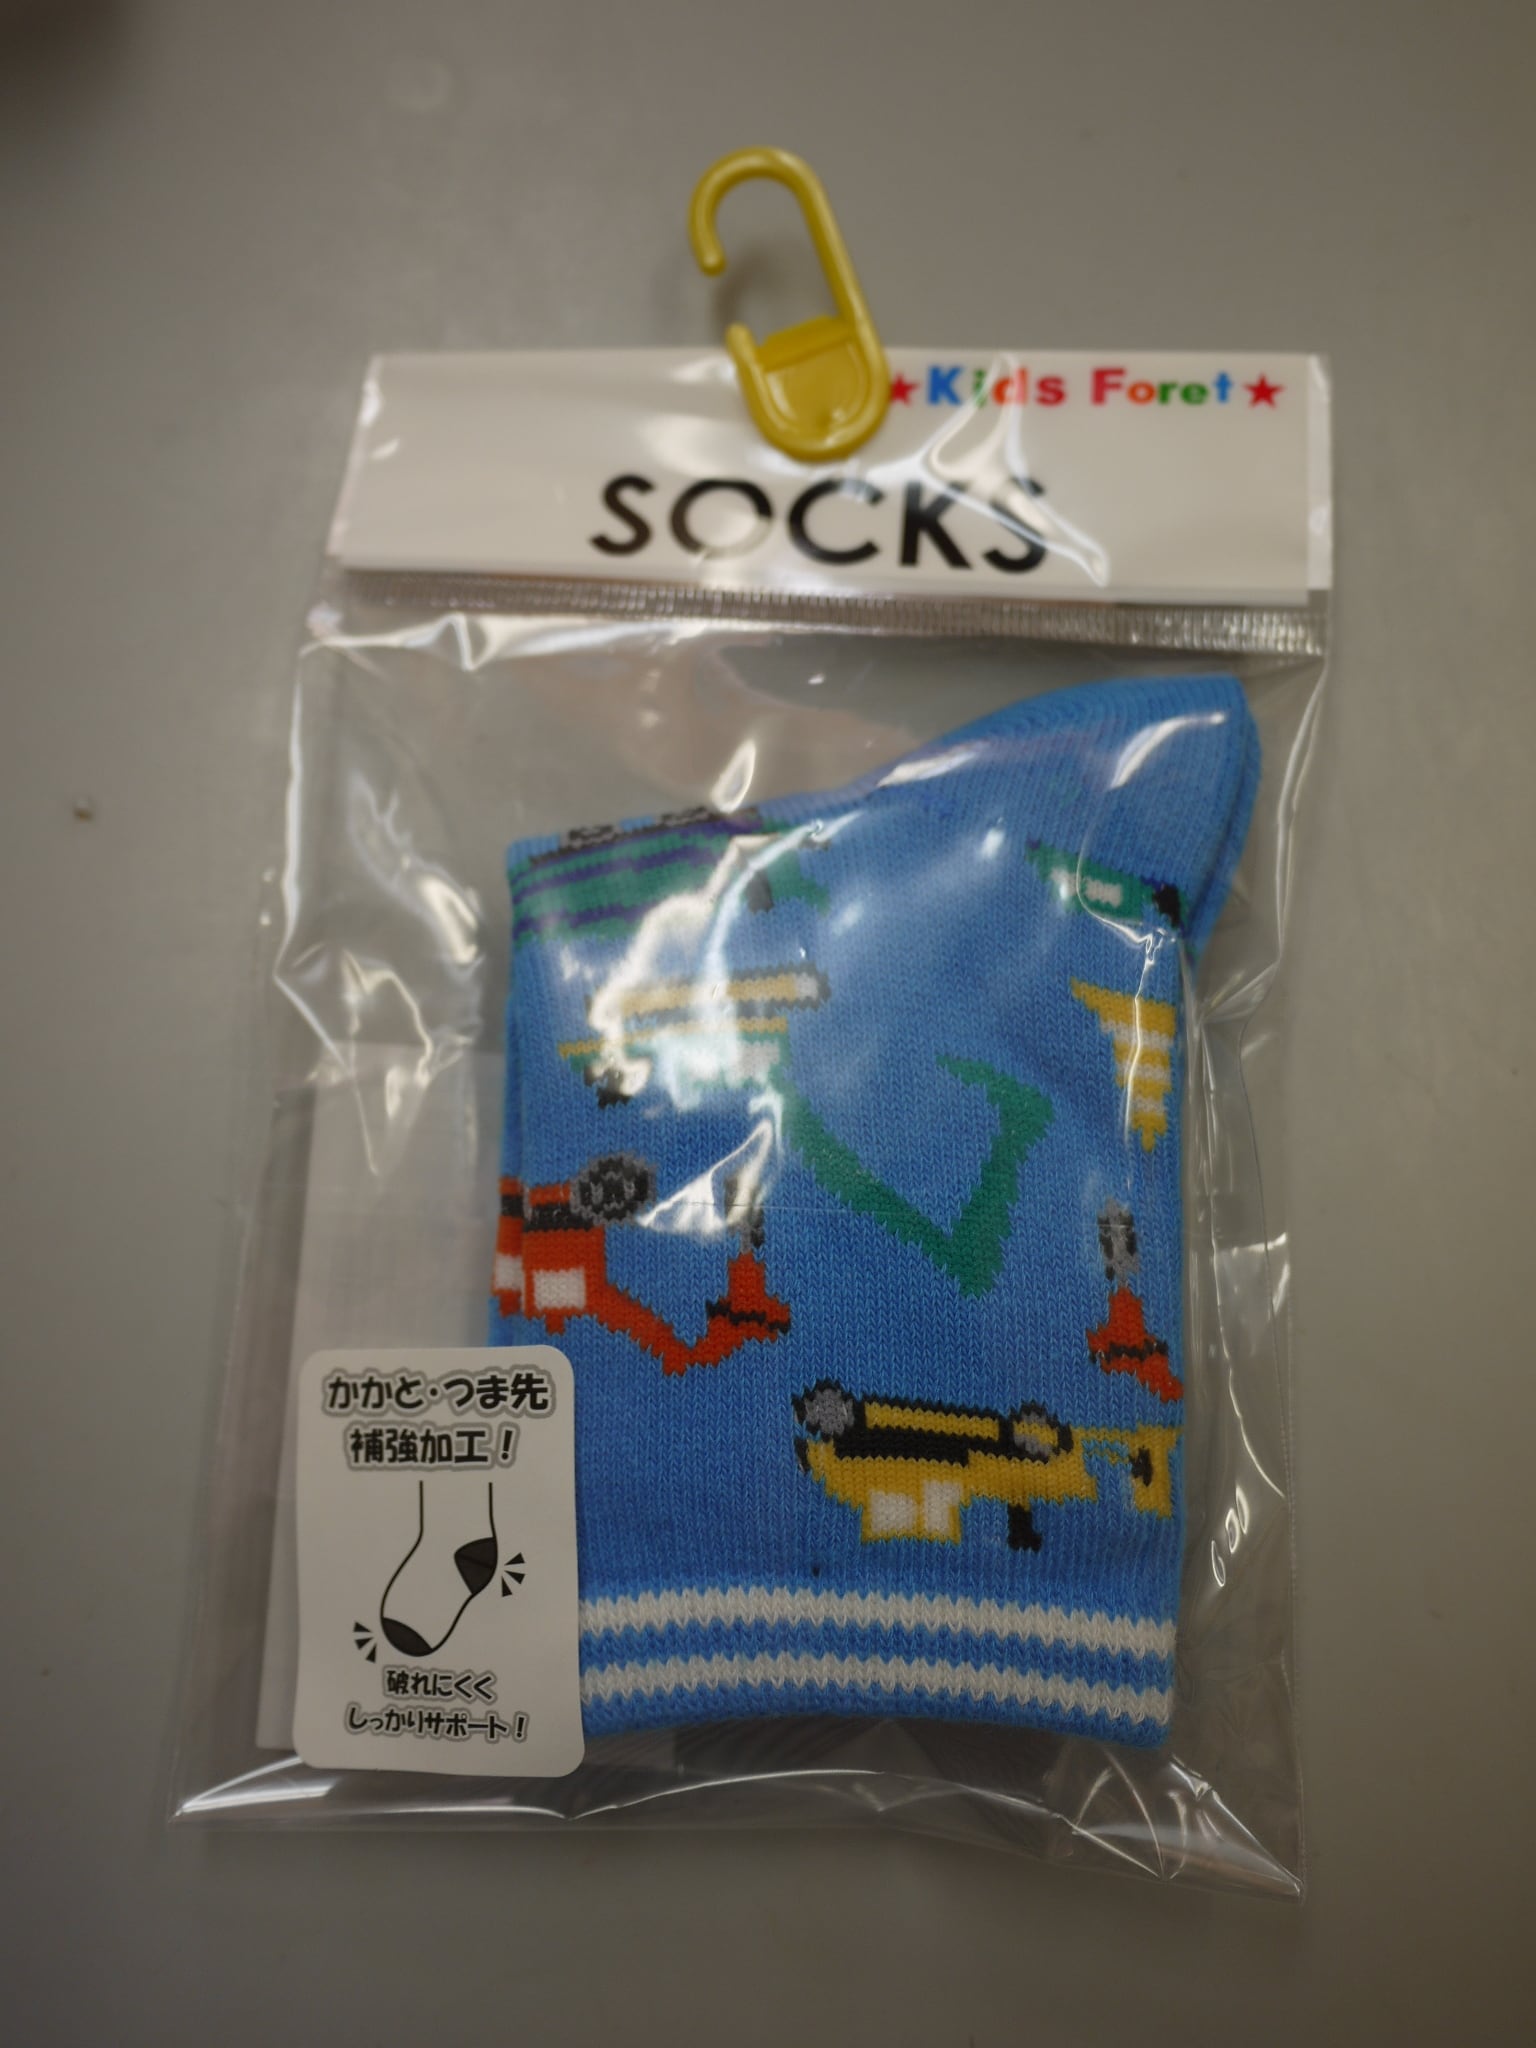 ★Kids Foret★
SOCKS
かかと・つま先
補強加工！
破れにくく
しっかりサポート！